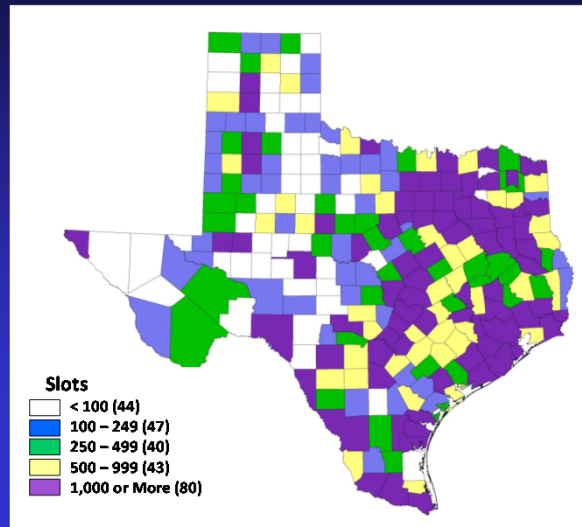 Slots
< 100 (44)
100 – 249 (47)
250 – 499 (40)
500 – 999 (43)
1,000 or More (80)